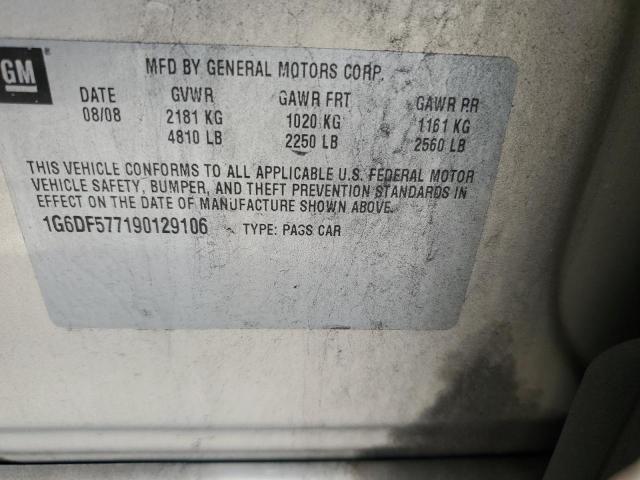 GM
MFD BY GENERAL MOTORS CORP.
DATE GVWR GAWR FRT GAWR RR
08/08 2181 KG 1020 KG 1161 KG
4810 LB 2250 LB 2560 LB
THIS VEHICLE CONFORMS TO ALL APPLICABLE U.S. FEDERAL MOTOR
VEHICLE SAFETY, BUMPER, AND THEFT PREVENTION STANDARDS IN
EFFECT ON THE DATE OF MANUFACTURE SHOWN ABOVE.
1G6DF577190129106 TYPE: PASS CAR